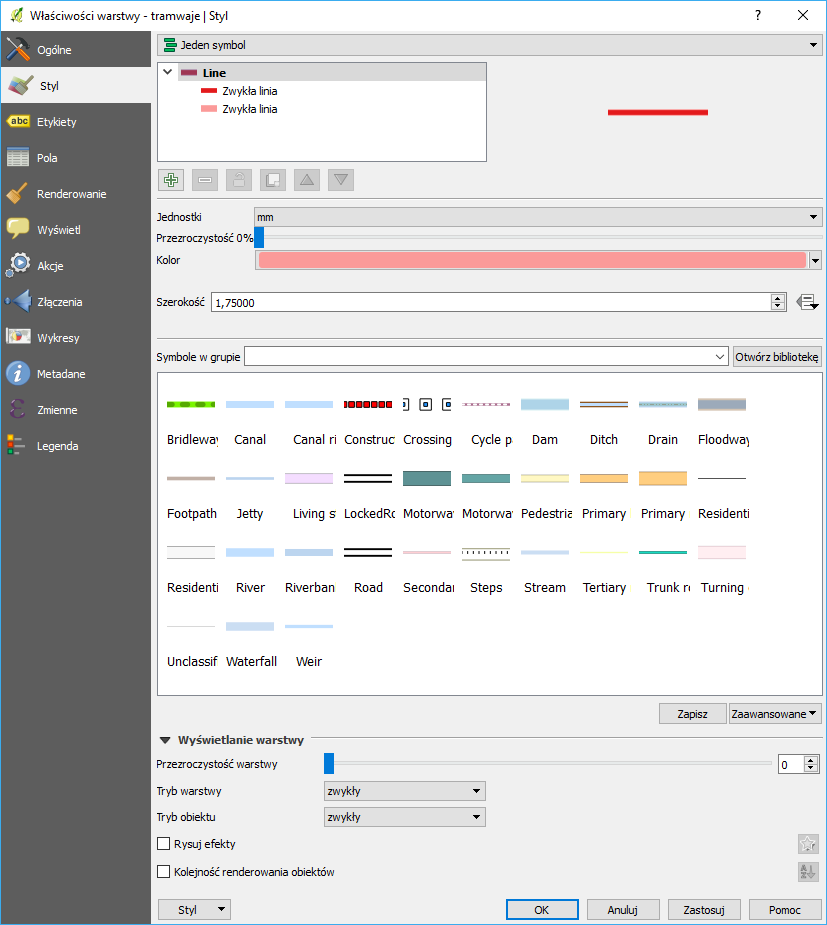 Właściwości warstwy - tramwaje | Styl
?
Ogólne
Styl
abc Etykiety
Pola
Renderowanie
Wyświetl
Akcje
Złączenia
Wykresy
Metadane
Zmienne
Legenda
Jeden symbol
Line
Zwykła linia
Zwykła linia
Jednostki mm
Przezroczystość 0%
Kolor
Szerokość 1,75000
Symbole w grupie Otwórz bibliotekę
Bridleway Canal Canal ri Construc Crossing Cycle p Dam Ditch Drain Floodway
Footpath Jetty Living st LockedRo Motorwa Motorwa Pedestria Primary Primary Residenti
Residenti River Riverban Road Secondar Steps Stream Tertiary Trunk ro Turning
Unclassif Waterfall Weir
Zapisz Zaawansowane
Wyświetlanie warstwy
Przezroczystość warstwy 0
Tryb warstwy zwykły
Tryb obiektu zwykły
Rysuj efekty
Kolejność renderowania obiektów
Styl OK Anuluj Zastosuj Pomoc